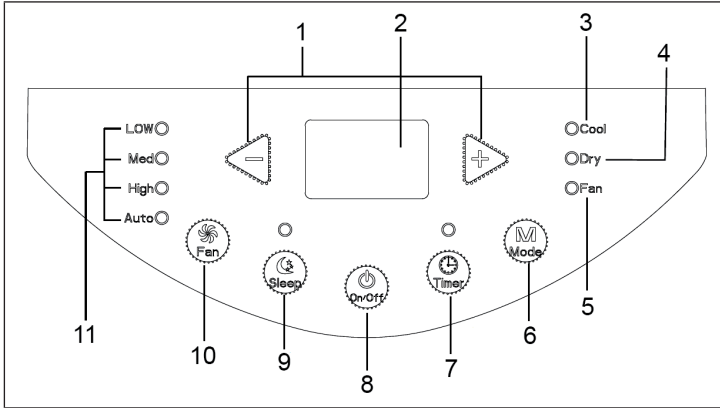 1
2
3
4
LOW
Med
High
Auto
−
+
Cool
Dry
Fan
Fan
Sleep
On/Off
Timer
M
Mode
5
6
7
8
9
10
11